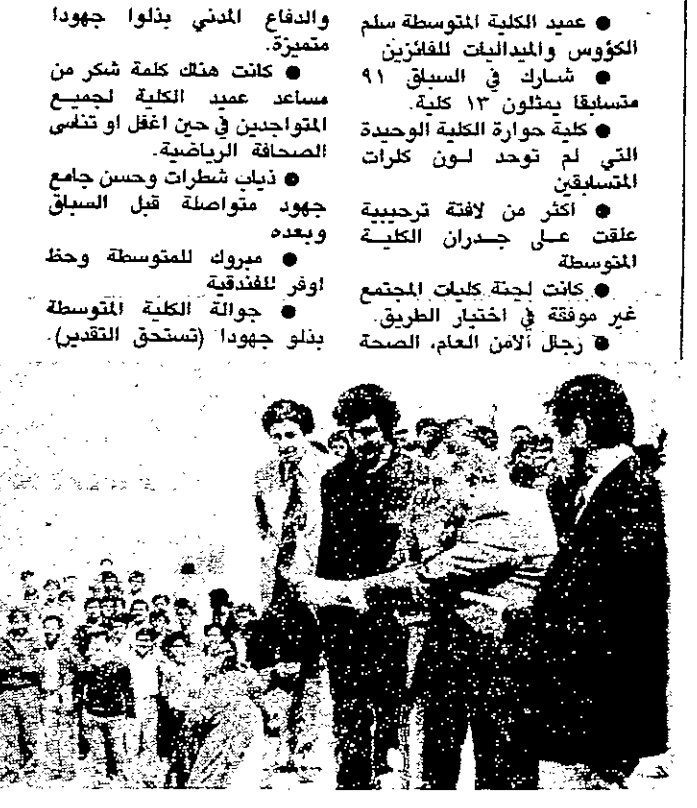 ● عميد الكلية المتوسطة سلم
الكؤوس والميداليات للفائزين
● شارك في السباق ٩١
متسابقا يمثلون ١٣ كلية.
● كلية حوارة الكلية الوحيدة
التي لم توحد لون كلرات
المتسابقين
● اكثر من لافتة ترحيبية
علقت على جدران الكلية
المتوسطة
● كانت لجنة كليات المجتمع
غير موفقة في اختيار الطريق.
● رجال الأمن العام، الصحة
والدفاع المدني بذلوا جهودا
متميزة.
● كانت هنالك كلمة شكر من
مساعد عميد الكلية لجميع
المتواجدين في حين اغفل او تناسى
الصحافة الرياضية.
● ذياب شطرات وحسن جامع
جهود متواصلة قبل السباق
وبعده
● مبروك للمتوسطة وحظ
اوفر للفندقية
● جوالة الكلية المتوسطة
بذلو جهودا (تستحق التقدير).